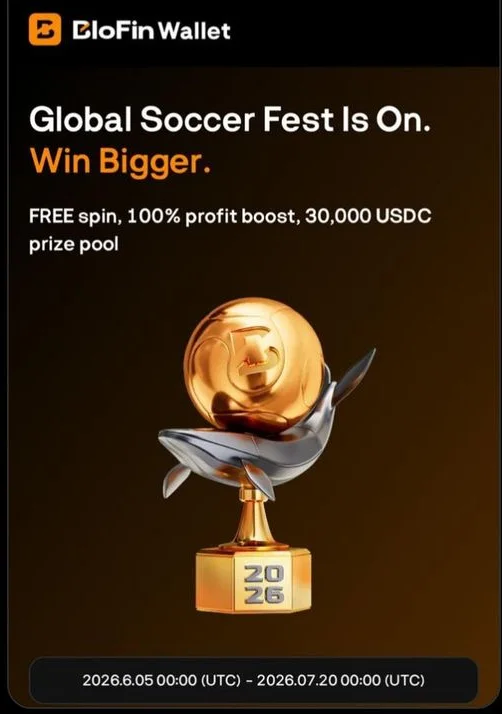 BloFin Wallet
Global Soccer Fest Is On.
Win Bigger.
FREE spin, 100% profit boost, 30,000 USDC
prize pool
20
26
2026.6.05 00:00 (UTC) - 2026.07.20 00:00 (UTC)